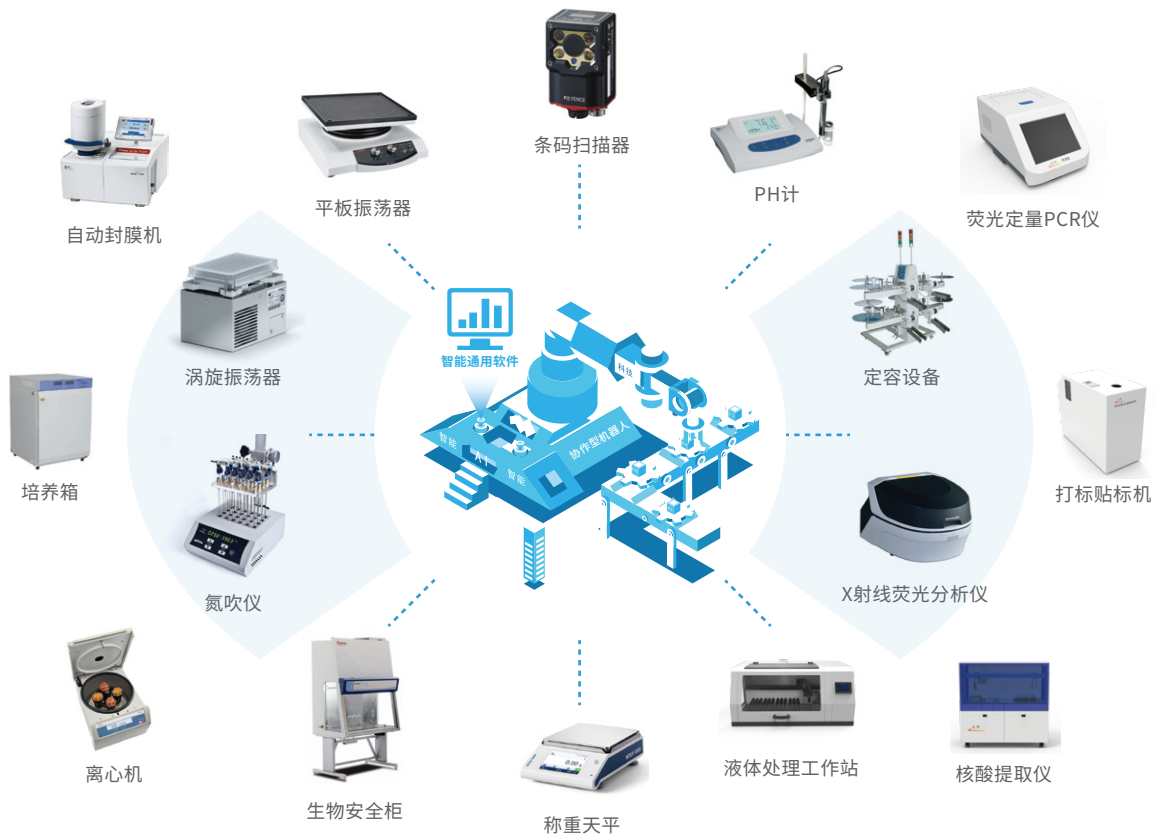 KEYENCE
条码扫描器
平板振荡器
PH计
自动封膜机
荧光定量PCR仪
智能通用软件
科技
涡旋振荡器
定容设备
协作型机器人
智能
AI
智能
培养箱
打标贴标机
氮吹仪
X射线荧光分析仪
离心机
生物安全柜
称重天平
液体处理工作站
核酸提取仪